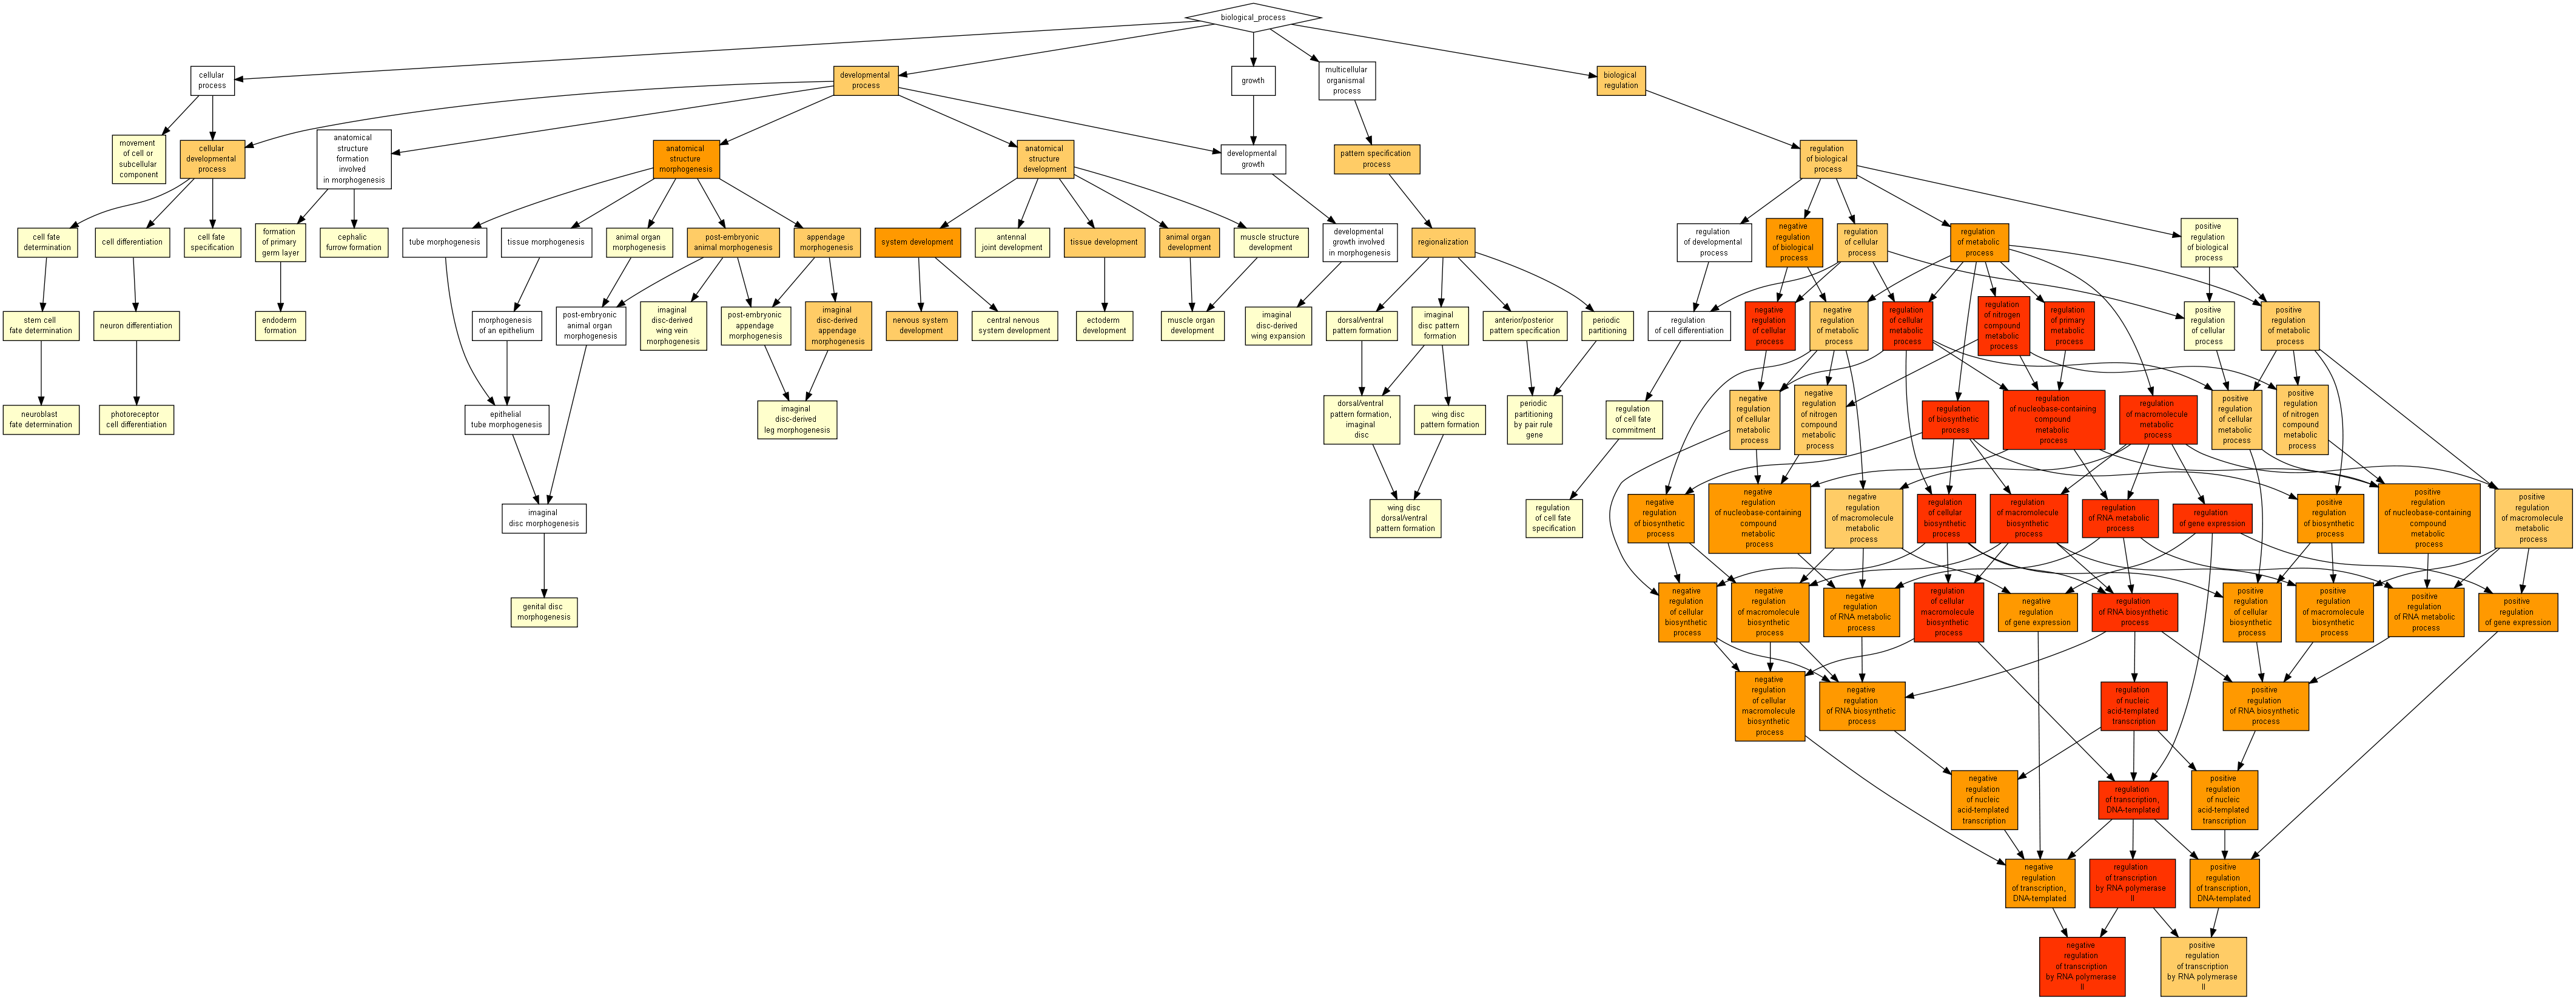 biological_process
cellular
process
developmental
process
growth
multicellular
organismal
process
biological
regulation
movement
of cell or
subcellular
component
cellular
developmental
process
anatomical
structure
formation
involved
in morphogenesis
anatomical
structure
morphogenesis
anatomical
structure
development
developmental
growth
pattern specification
process
regulation
of biological
process
cell fate
determination
cell differentiation
cell fate
specification
formation
of primary
germ layer
cephalic
furrow formation
tube morphogenesis
tissue morphogenesis
animal organ
morphogenesis
post-embryonic
animal morphogenesis
appendage
morphogenesis
system development
antennal
joint development
tissue development
animal organ
development
muscle structure
development
developmental
growth involved
in morphogenesis
regionalization
regulation
of developmental
process
negative
regulation
of biological
process
regulation
of cellular
process
regulation
of metabolic
process
positive
regulation
of biological
process
stem cell
fate determination
neuron differentiation
endoderm
formation
morphogenesis
of an epithelium
post-embryonic
animal organ
morphogenesis
imaginal
disc-derived
wing vein
morphogenesis
post-embryonic
appendage
morphogenesis
imaginal
disc-derived
appendage
morphogenesis
nervous system
development
central nervous
system development
ectoderm
development
muscle organ
development
imaginal
disc-derived
wing expansion
dorsal/ventral
pattern formation
imaginal
disc pattern
formation
anterior/posterior
pattern specification
periodic
partitioning
regulation
of cell differentiation
negative
regulation
of cellular
process
negative
regulation
of metabolic
process
regulation
of cellular
metabolic
process
regulation
of nitrogen
compound
metabolic
process
regulation
of primary
metabolic
process
positive
regulation
of cellular
process
positive
regulation
of metabolic
process
neuroblast
fate determination
photoreceptor
cell differentiation
epithelial
tube morphogenesis
imaginal
disc-derived
leg morphogenesis
dorsal/ventral
pattern formation,
imaginal
disc
wing disc
pattern formation
periodic
partitioning
by pair rule
gene
regulation
of cell fate
commitment
negative
regulation
of cellular
metabolic
process
negative
regulation
of nitrogen
compound
metabolic
process
regulation
of biosynthetic
process
regulation
of nucleobase-containing
compound
metabolic
process
regulation
of macromolecule
metabolic
process
positive
regulation
of cellular
metabolic
process
positive
regulation
of nitrogen
compound
metabolic
process
imaginal
disc morphogenesis
wing disc
dorsal/ventral
pattern formation
regulation
of cell fate
specification
negative
regulation
of biosynthetic
process
negative
regulation
of nucleobase-containing
compound
metabolic
process
negative
regulation
of macromolecule
metabolic
process
regulation
of cellular
biosynthetic
process
regulation
of macromolecule
biosynthetic
process
regulation
of RNA metabolic
process
regulation
of gene expression
positive
regulation
of biosynthetic
process
positive
regulation
of nucleobase-containing
compound
metabolic
process
positive
regulation
of macromolecule
metabolic
process
genital disc
morphogenesis
negative
regulation
of cellular
biosynthetic
process
negative
regulation
of macromolecule
biosynthetic
process
negative
regulation
of RNA metabolic
process
regulation
of cellular
macromolecule
biosynthetic
process
negative
regulation
of gene expression
regulation
of RNA biosynthetic
process
positive
regulation
of cellular
biosynthetic
process
positive
regulation
of macromolecule
biosynthetic
process
positive
regulation
of RNA metabolic
process
positive
regulation
of gene expression
negative
regulation
of cellular
macromolecule
biosynthetic
process
negative
regulation
of RNA biosynthetic
process
regulation
of nucleic
acid-templated
transcription
positive
regulation
of RNA biosynthetic
process
negative
regulation
of nucleic
acid-templated
transcription
regulation
of transcription,
DNA-templated
positive
regulation
of nucleic
acid-templated
transcription
negative
regulation
of transcription,
DNA-templated
regulation
of transcription
by RNA polymerase
II
positive
regulation
of transcription,
DNA-templated
negative
regulation
of transcription
by RNA polymerase
II
positive
regulation
of transcription
by RNA polymerase
II